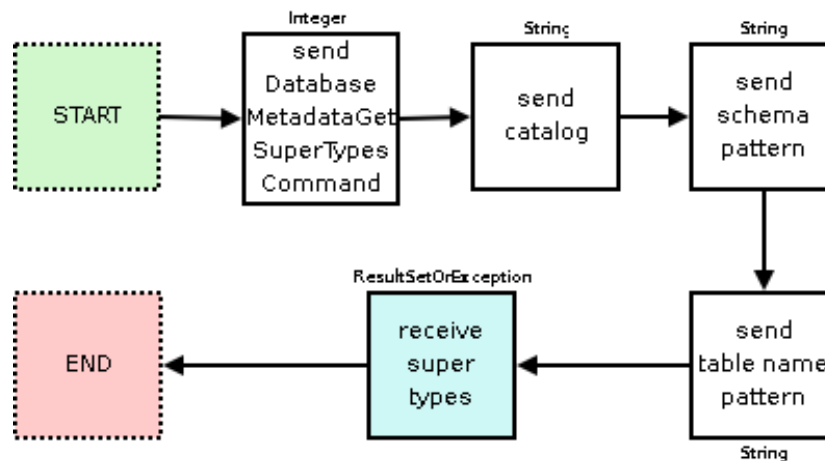 Integer
String
String
START
send
Database
MetadataGet
SuperTypes
Command
send
catalog
send
schema
pattern
ResultSetOrException
END
receive
super
types
send
table name
pattern
String